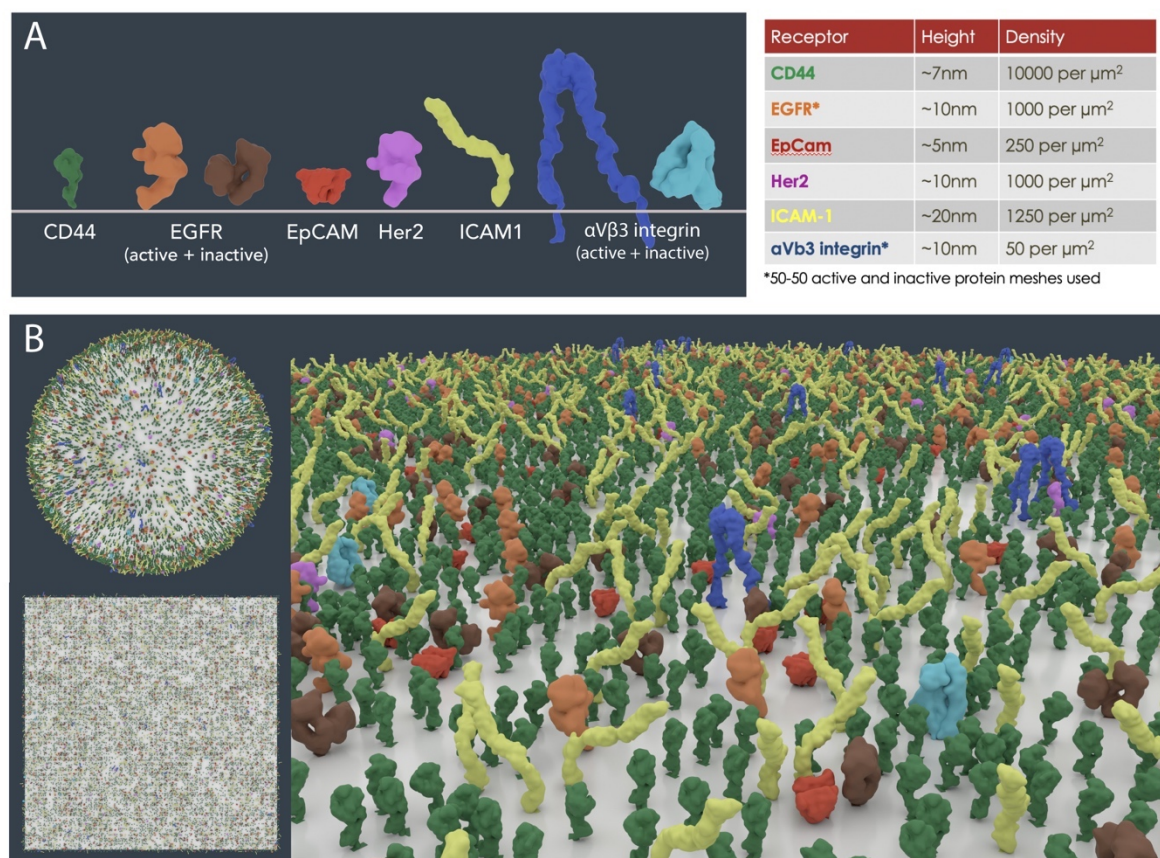 A
CD44
EGFR
(active + inactive)
EpCAM
Her2
ICAM1
αVβ3 integrin
(active + inactive)
Receptor Height Density
CD44 ~7nm 10000 per µm²
EGFR* ~10nm 1000 per µm²
EpCam ~5nm 250 per µm²
Her2 ~10nm 1000 per µm²
ICAM-1 ~20nm 1250 per µm²
αVb3 integrin* ~10nm 50 per µm²
*50-50 active and inactive protein meshes used
B